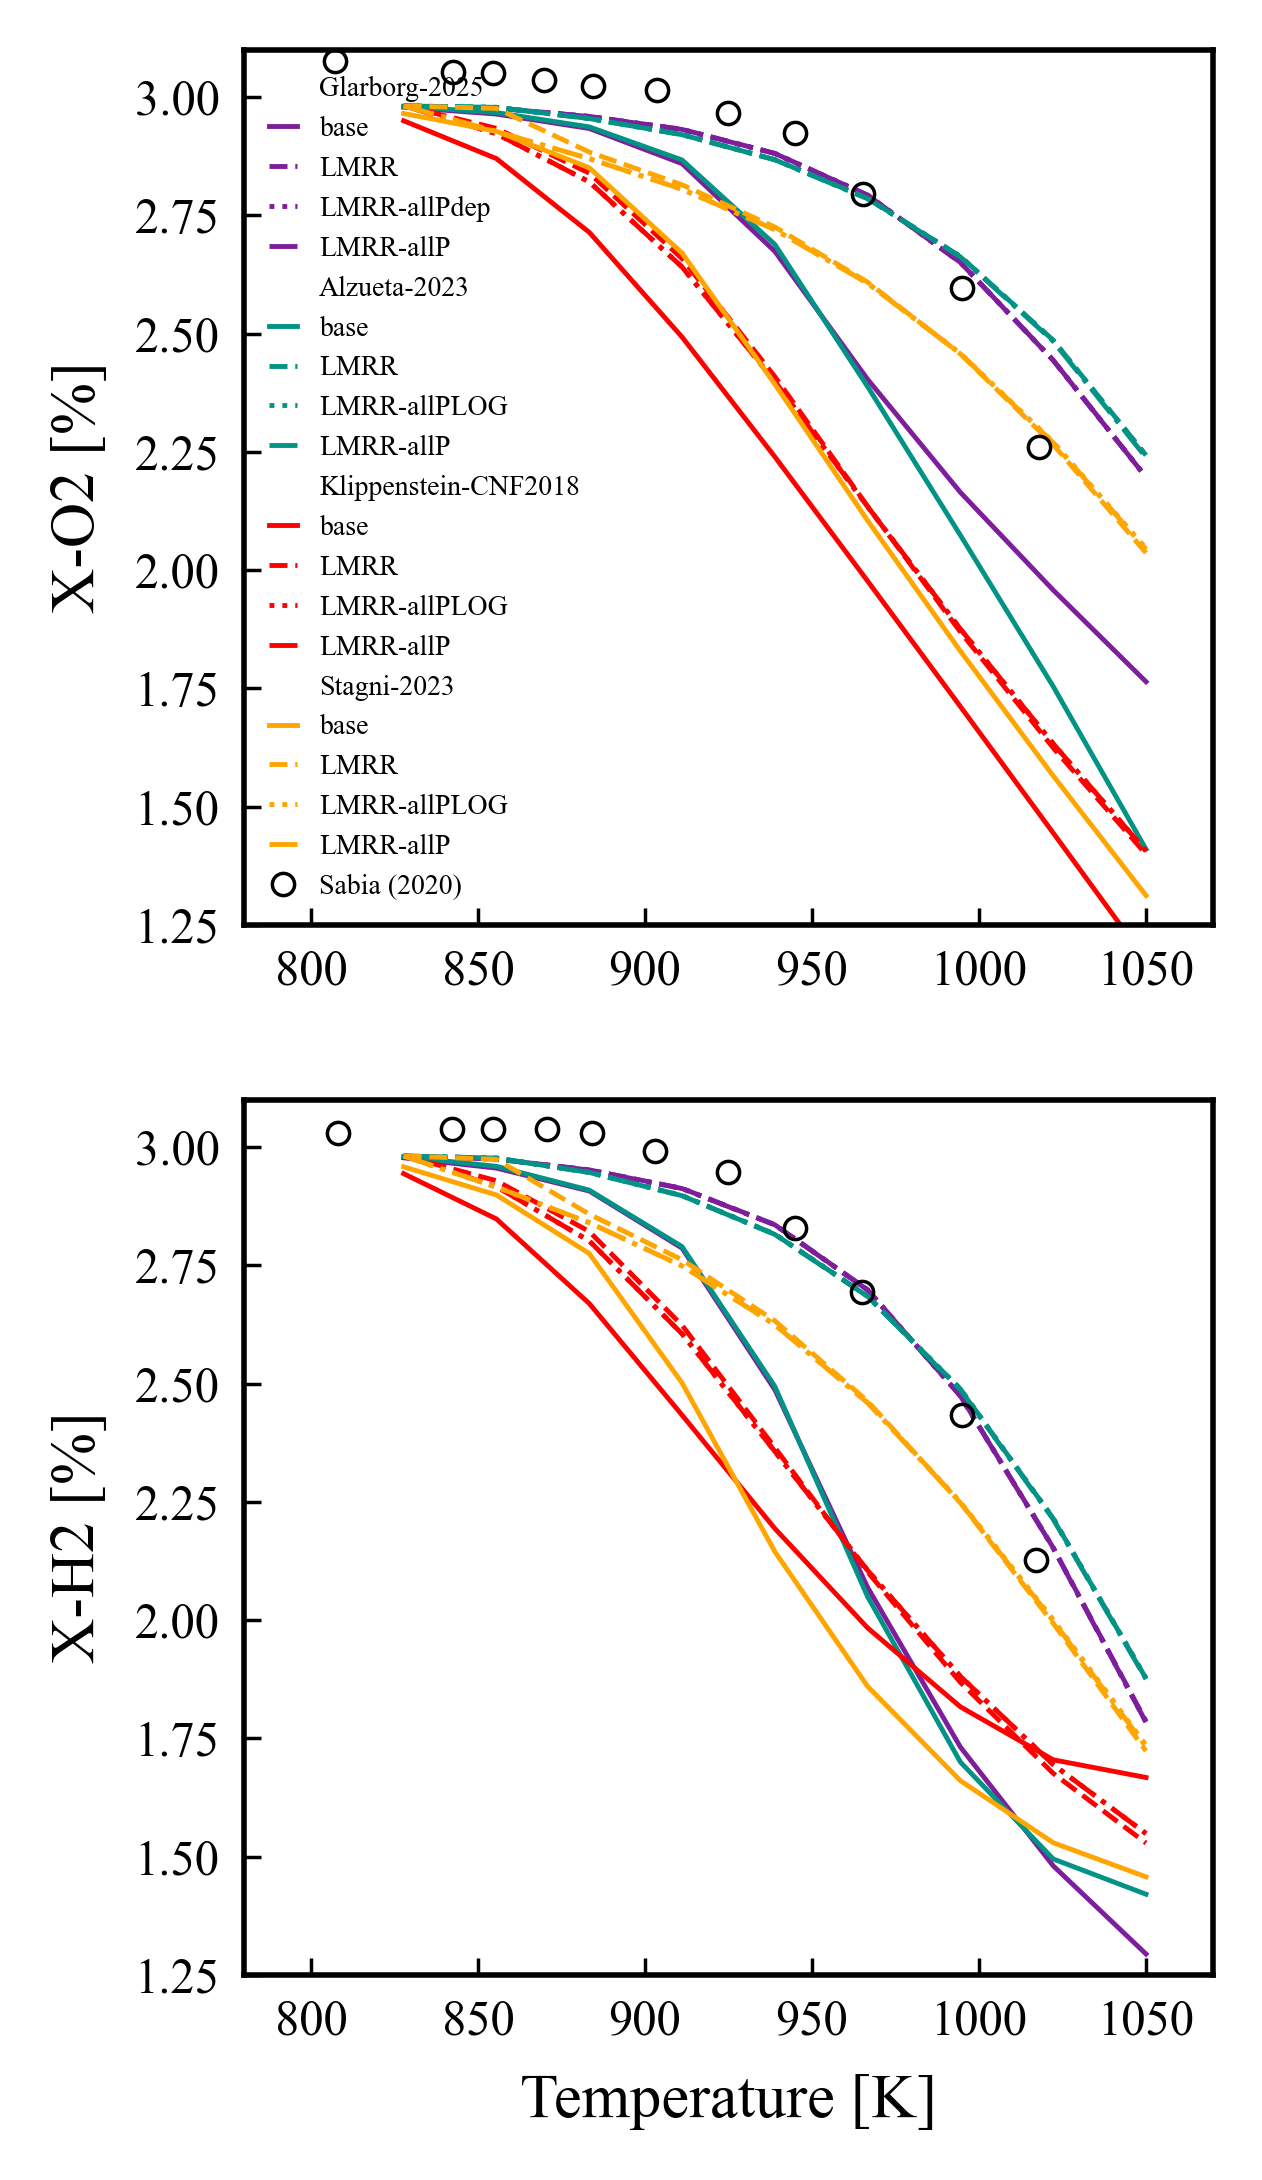 3.00
2.75
2.50
2.25
2.00
1.75
1.50
1.25
X-O2 [%]
Glarborg-2025
base
LMRR
LMRR-allPdep
LMRR-allP
Alzueta-2023
base
LMRR
LMRR-allPLOG
LMRR-allP
Klippenstein-CNF2018
base
LMRR
LMRR-allPLOG
LMRR-allP
Stagni-2023
base
LMRR
LMRR-allPLOG
LMRR-allP
Sabia (2020)
800 850 900 950 1000 1050
3.00
2.75
2.50
2.25
2.00
1.75
1.50
1.25
X-H2 [%]
800 850 900 950 1000 1050
Temperature [K]